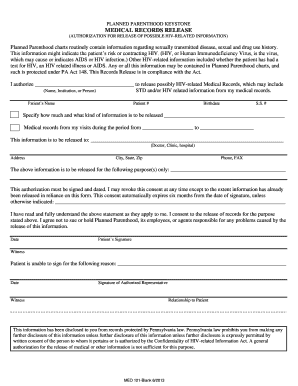 PLANNED PARENTHOOD KEYSTONE
MEDICAL RECORDS RELEASE
(AUTHORIZATION FOR RELEASE OF POSSIBLE HIV-RELATED INFORMATION)
Planned Parenthood charts routinely contain information regarding sexually transmitted disease, sexual and drug use history. This information might indicate the patient's risk of contracting HIV. (HIV, or Human Immunodeficiency Virus, is the virus
which may cause or indicate AIDS or HIV infection.) Other HIV-related information included whether the patient has had a
test for HIV, an HIV related illness or AIDS. Any or all this information may be contained in Planned Parenthood charts, and
such is protected under PA Act 148. This Records Release is in compliance with the Act.
I authorize to release possibly HIV-related Medical Records, which may include
(Name, Institution, or Person) STD and/or HIV related information from my medical records.
Patient's Name Patient # Birthdate S.S. #
Specify how much and what kind of information is to be released
Medical records from my visits during the period from to
This information is to be released to:
(Doctor, Clinic, hospital)
Address City, State, Zip Phone, FAX
The above information is to be released for the following purpose(s) only:
This authorization must be signed and dated. I may revoke this consent at any time except to the extent information has already
been released in reliance on this form. This consent automatically expires six months from the date of signature, unless
otherwise indicated:
I have read and fully understand the above statement as they apply to me. I consent to the release of records for the purpose
stated above. I agree not to sue or hold Planned Parenthood, its employees, or agents responsible for any problems caused by the
release of this information.
Date Patient's Signature
Witness
Patient is unable to sign for the following reason:
Date Signature of Authorized Representative
Witness Relationship to Patient
This information has been disclosed to you from records protected by Pennsylvania law. Pennsylvania law prohibits you from making any
further disclosure of this information unless further disclosure of this information unless further disclosure is expressly permitted by
written consent of the person to whom it pertains or is authorized by the Confidentiality of HIV-related Information Act. A general
authorization for the release of medical or other information is not sufficient for this purpose.
MED 101-Black 6/2013